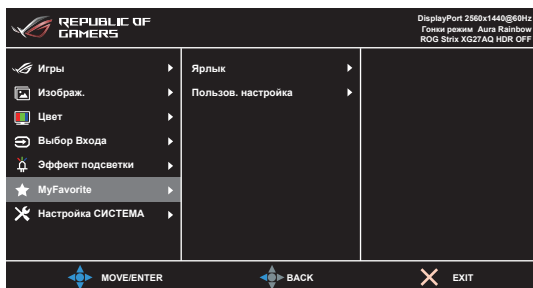 REPUBLIC OF
GAMERS
DisplayPort 2560x1440@60Hz
Гонки режим Aura Rainbow
ROG Strix XG27AQ HDR OFF
Игры
Изображ.
Цвет
Выбор Входа
Эффект подсветки
MyFavorite
Настройка СИСТЕМА
Ярлык
Пользов. настройка
MOVE/ENTER
BACK
EXIT